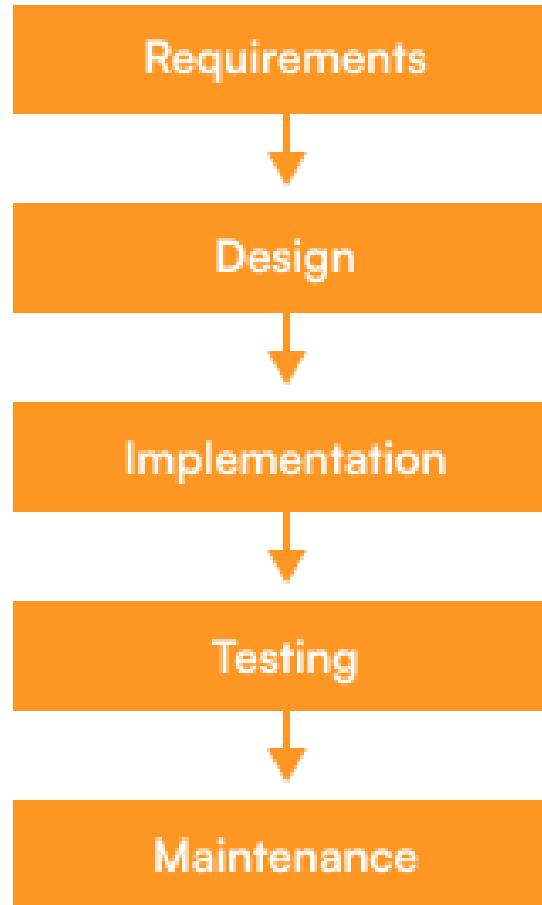 Requirements
Design
Implementation
Testing
Maintenance